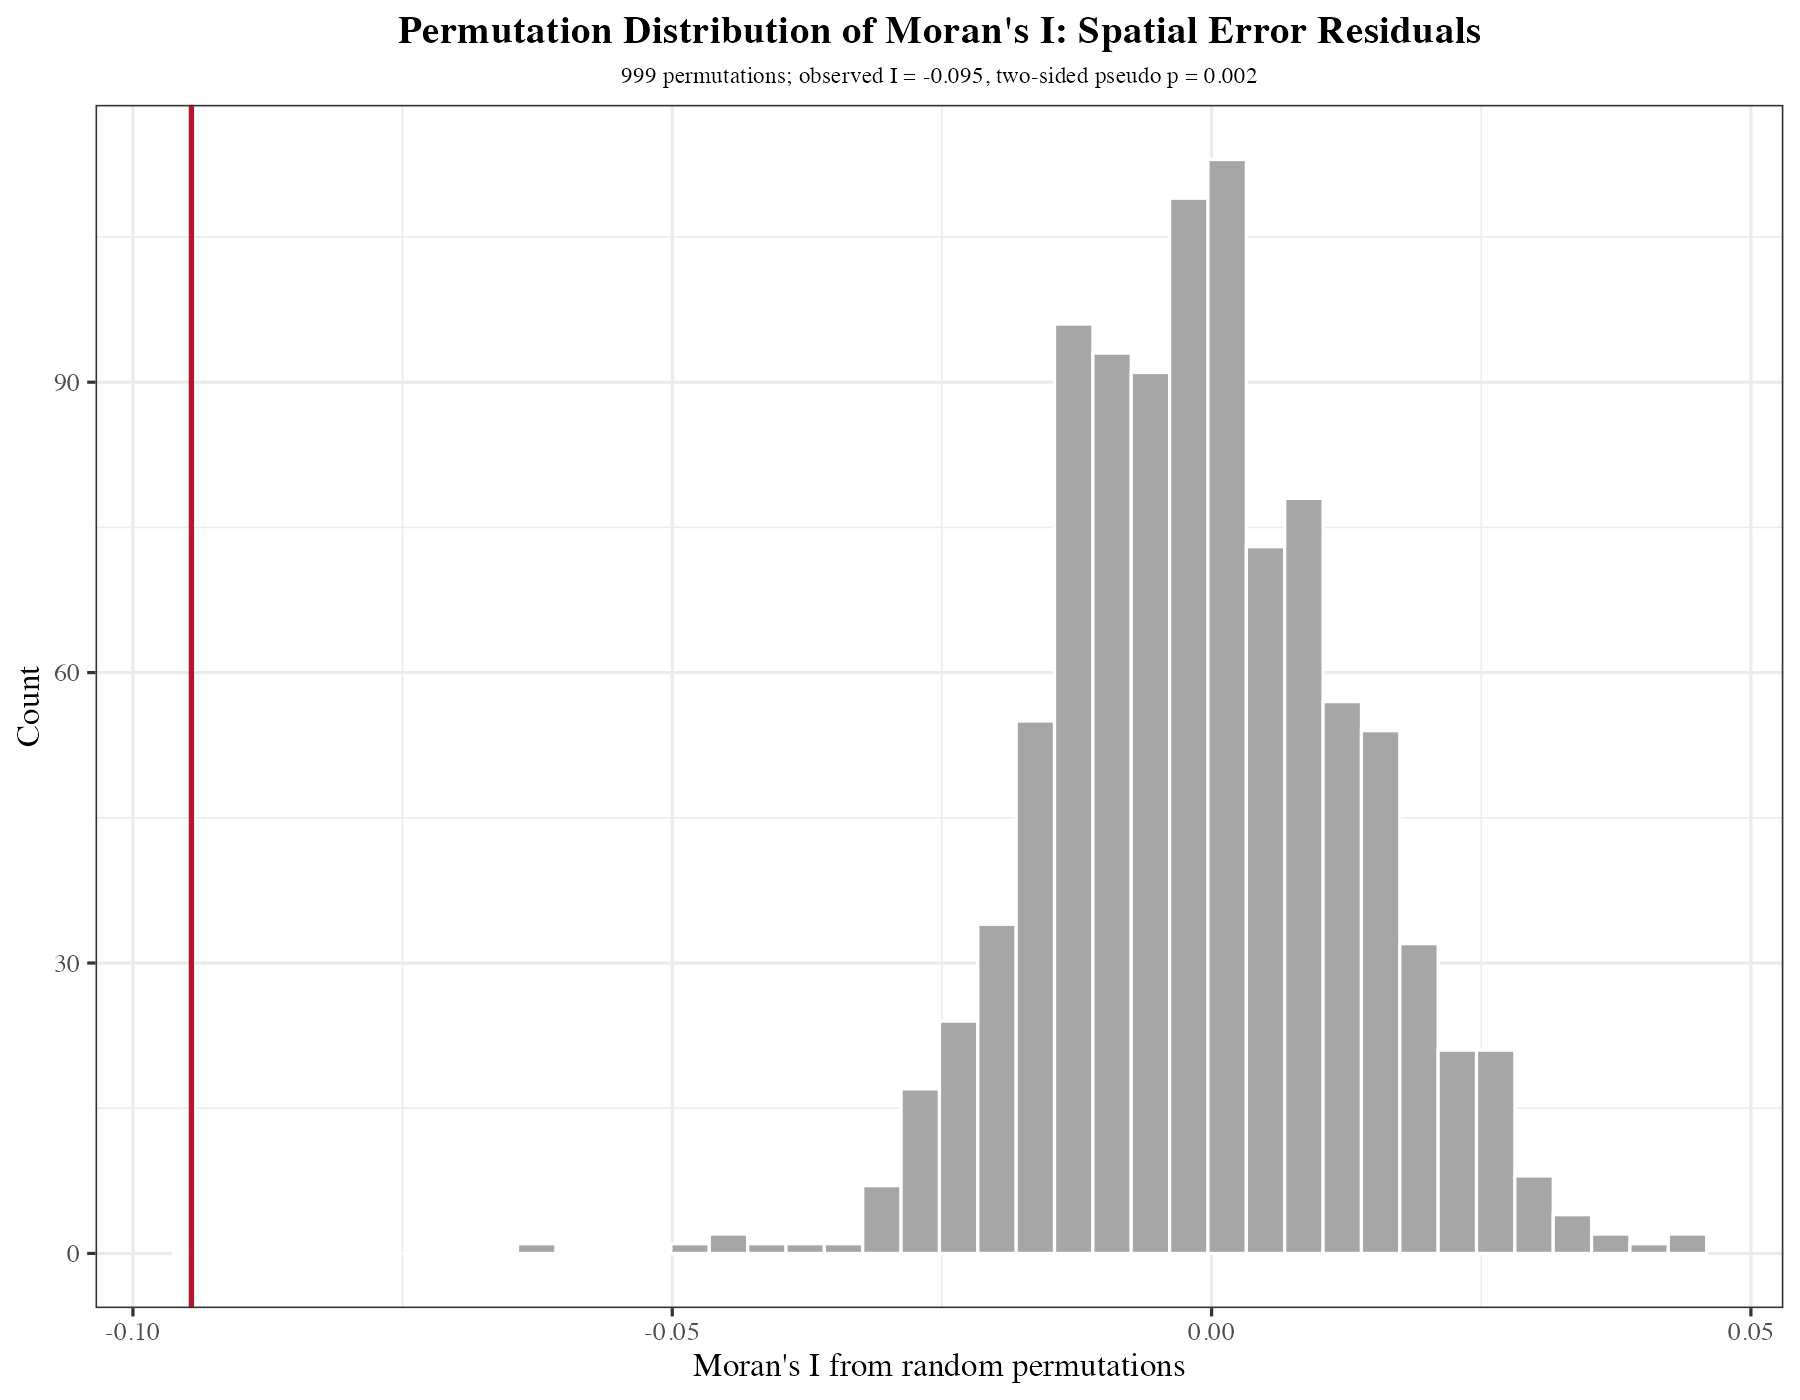 Permutation Distribution of Moran's I: Spatial Error Residuals
999 permutations; observed I = -0.095, two-sided pseudo p = 0.002
Count
90
60
30
0
-0.10
-0.05
0.00
0.05
Moran's I from random permutations